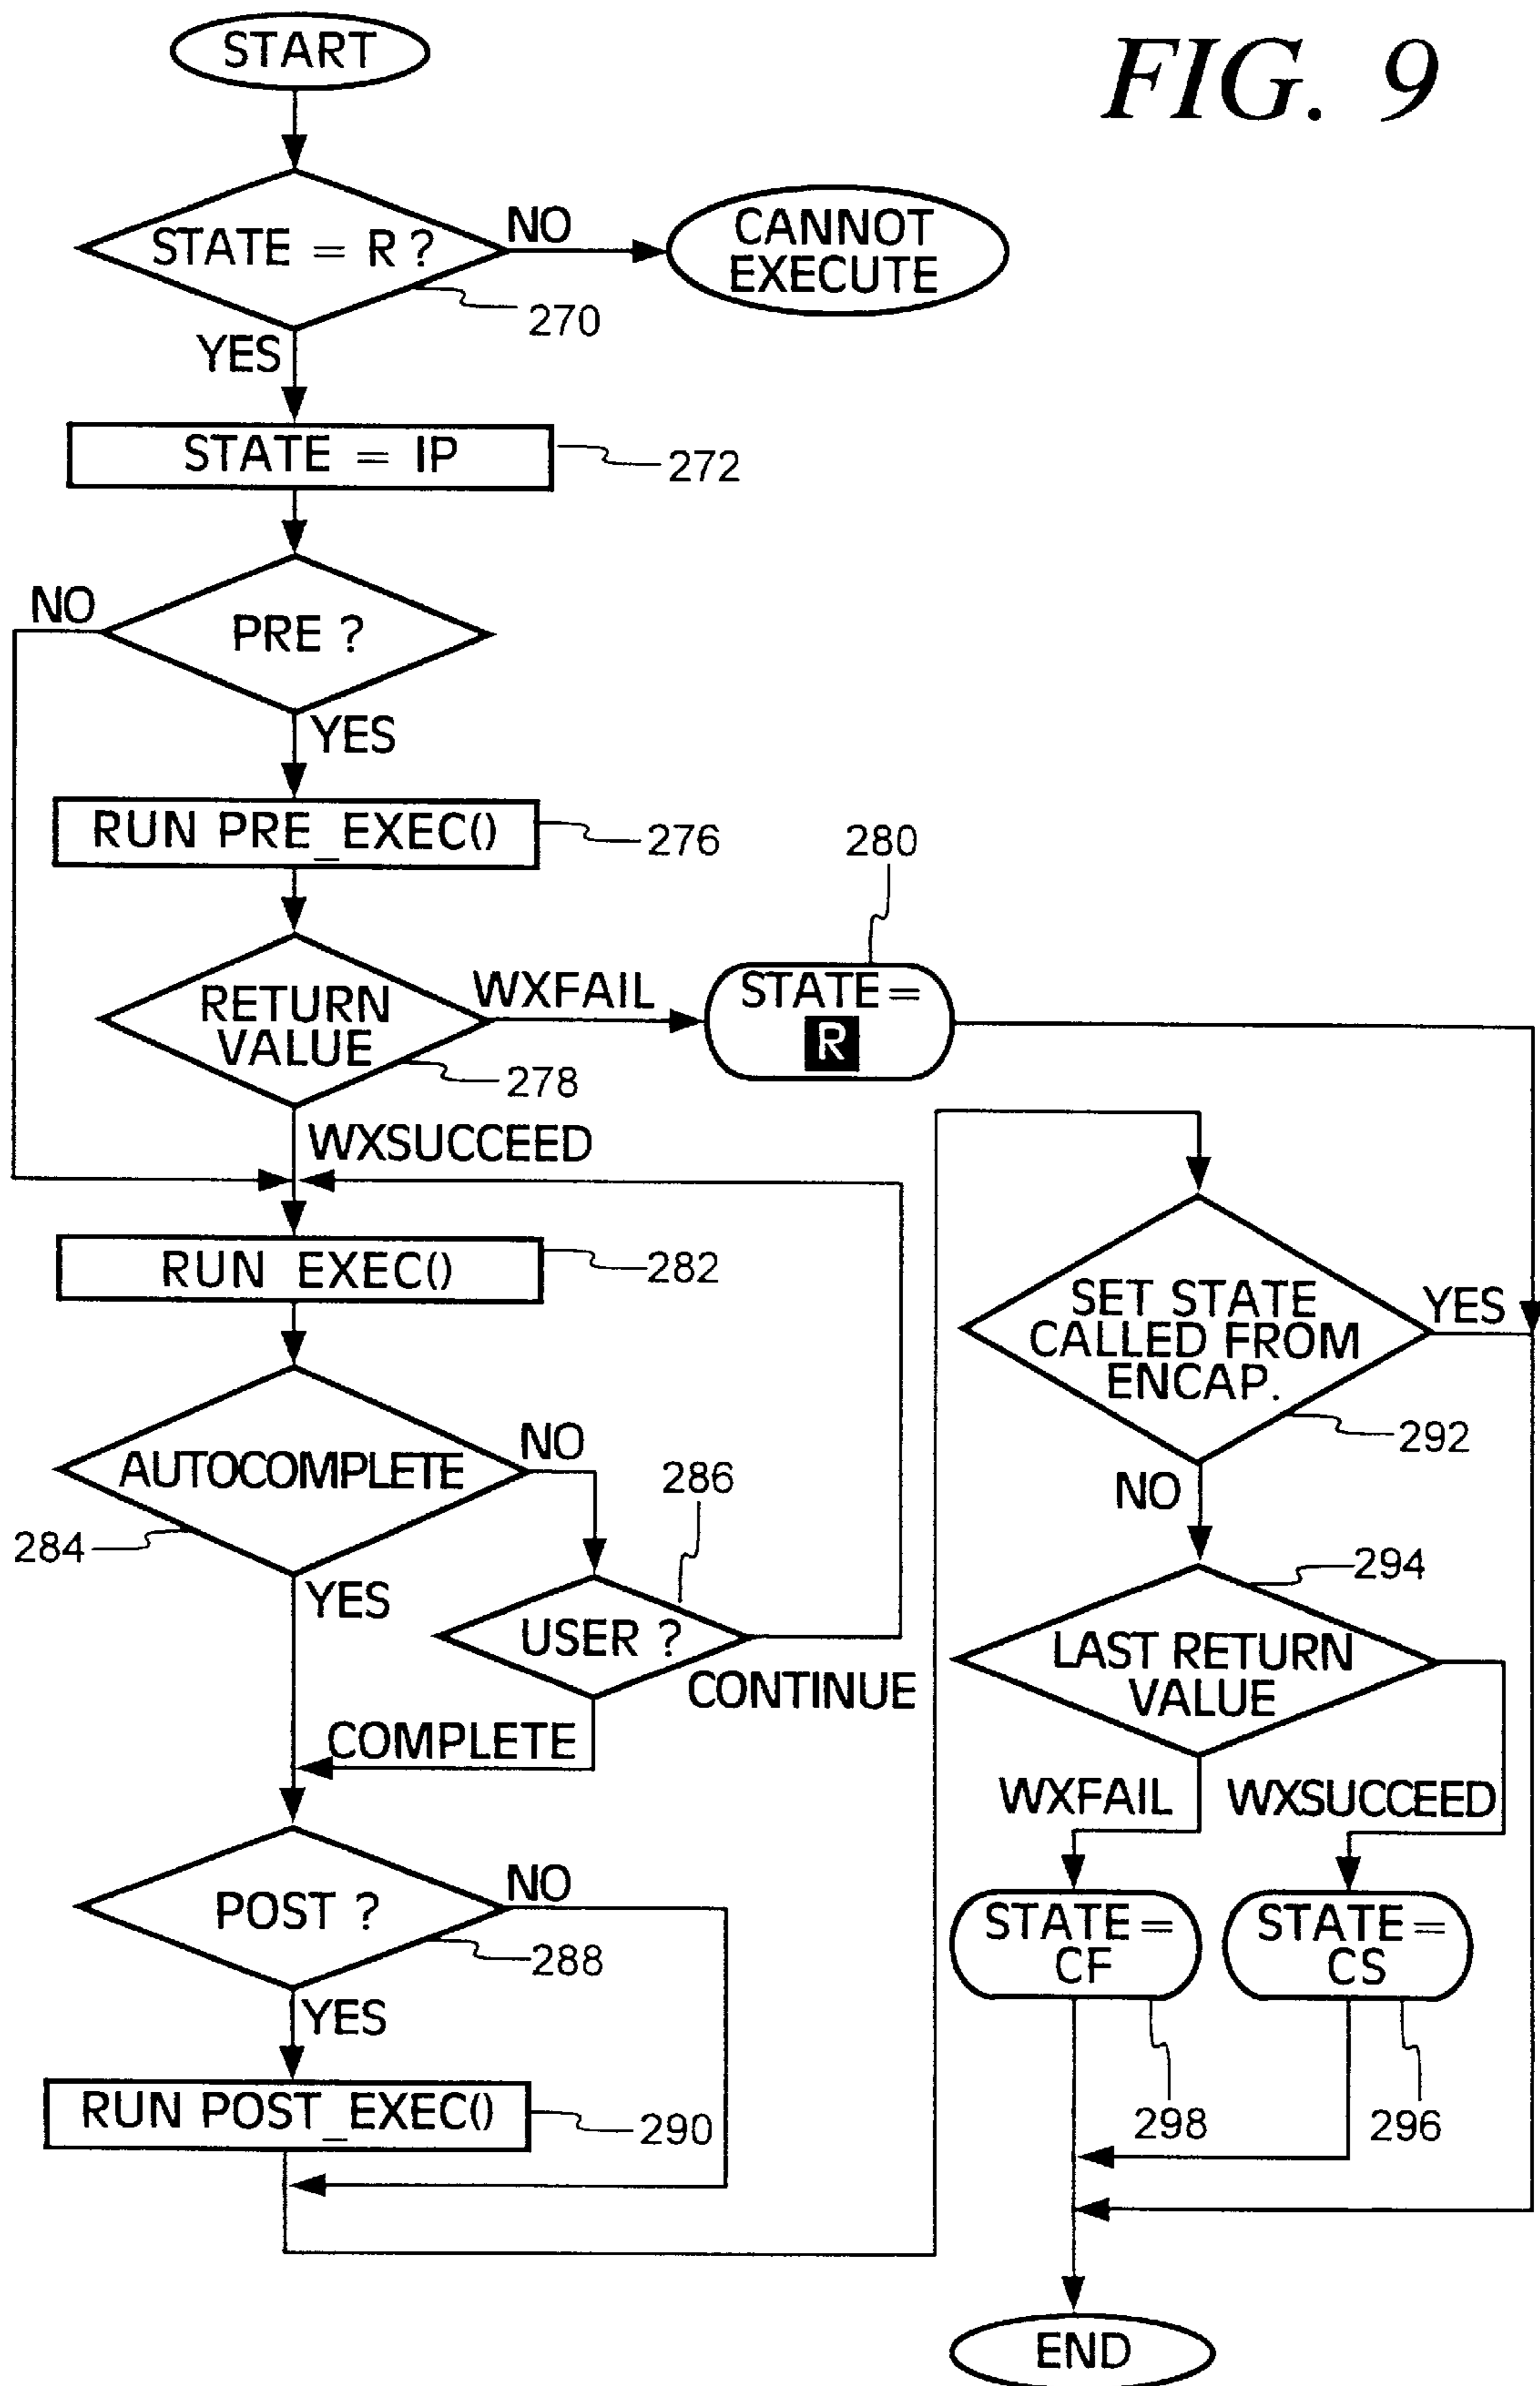 FIG. 9
START
STATE = R ?
NO
CANNOT
EXECUTE
270
YES
STATE = IP
272
NO
PRE ?
YES
RUN PRE_EXEC()
276
280
RETURN
VALUE
WXFAIL
STATE =
R
278
WXSUCCEED
RUN EXEC()
282
AUTOCOMPLETE
NO
284
286
YES
USER ?
CONTINUE
COMPLETE
POST ?
NO
288
YES
RUN POST_EXEC()
290
SET STATE
CALLED FROM
ENCAP.
YES
292
NO
294
LAST RETURN
VALUE
WXFAIL
WXSUCCEED
STATE =
CF
STATE =
CS
298
296
END